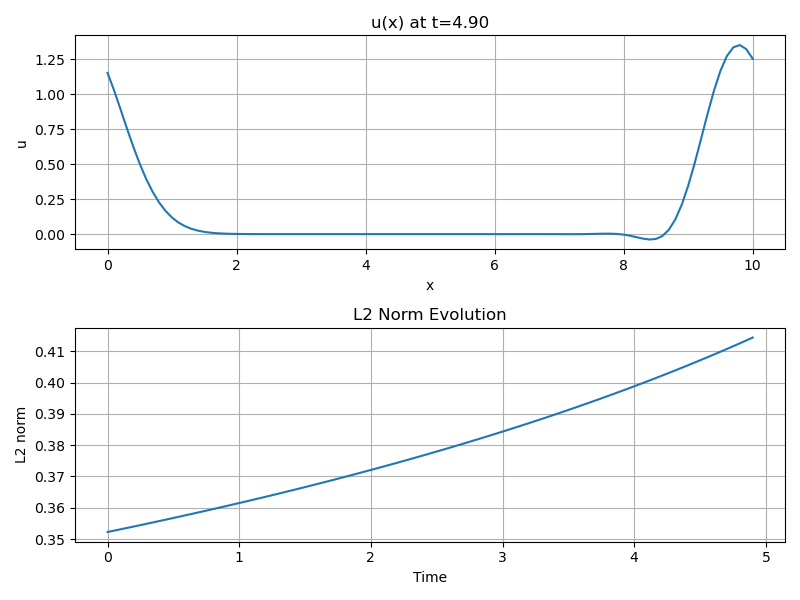 u(x) at t=4.90
1.25
1.00
0.75
0.50
0.25
0.00
u
0 2 4 6 8 10
x
L2 Norm Evolution
0.41
0.40
0.39
0.38
0.37
0.36
0.35
L2 norm
0 1 2 3 4 5
Time